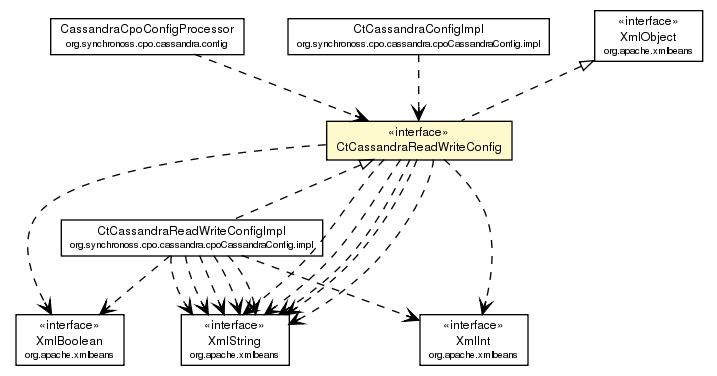 CassandraCpoConfigProcessor
org.synchronoss.cpo.cassandra.config
CtCassandraConfigImpl
org.synchronoss.cpo.cassandra.cpoCassandraConfig.impl
«interface»
XmlObject
org.apache.xmlbeans
«interface»
CtCassandraReadWriteConfig
CtCassandraReadWriteConfigImpl
org.synchronoss.cpo.cassandra.cpoCassandraConfig.impl
«interface»
XmlBoolean
org.apache.xmlbeans
«interface»
XmlString
org.apache.xmlbeans
«interface»
XmlInt
org.apache.xmlbeans